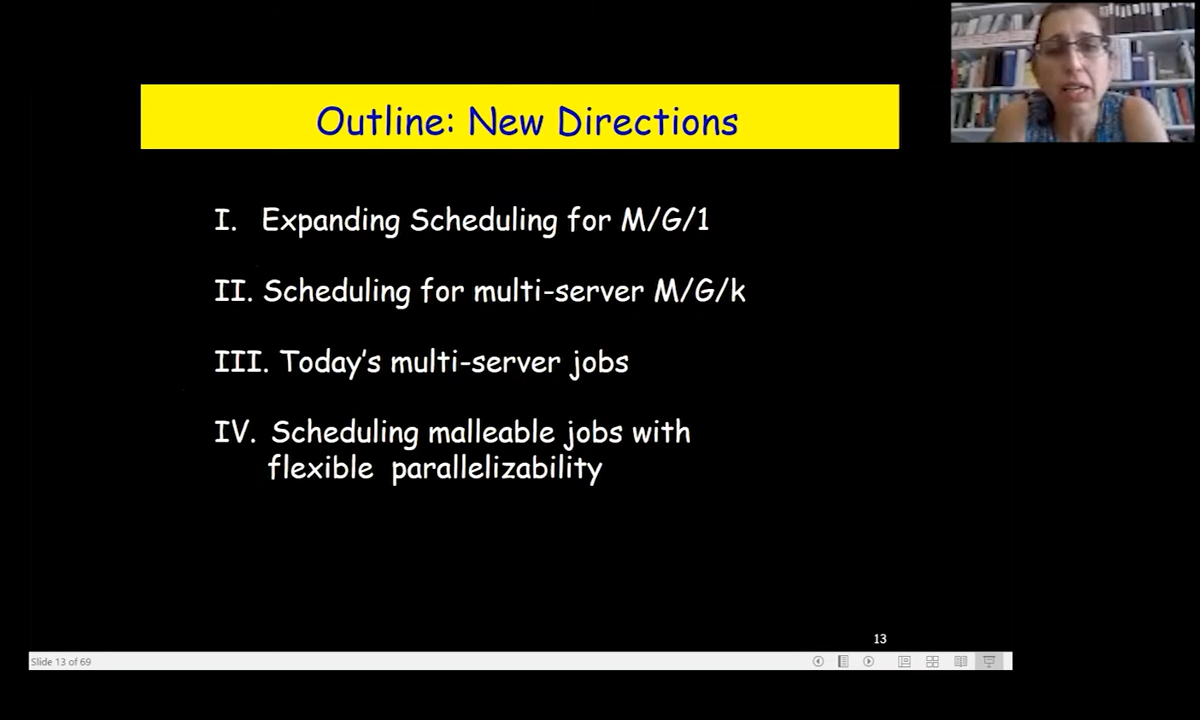 Outline: New Directions
I. Expanding Scheduling for M/G/1
II. Scheduling for multi-server M/G/k
III. Today's multi-server jobs
IV. Scheduling malleable jobs with
flexible parallelizability
13
Slide 13 of 69